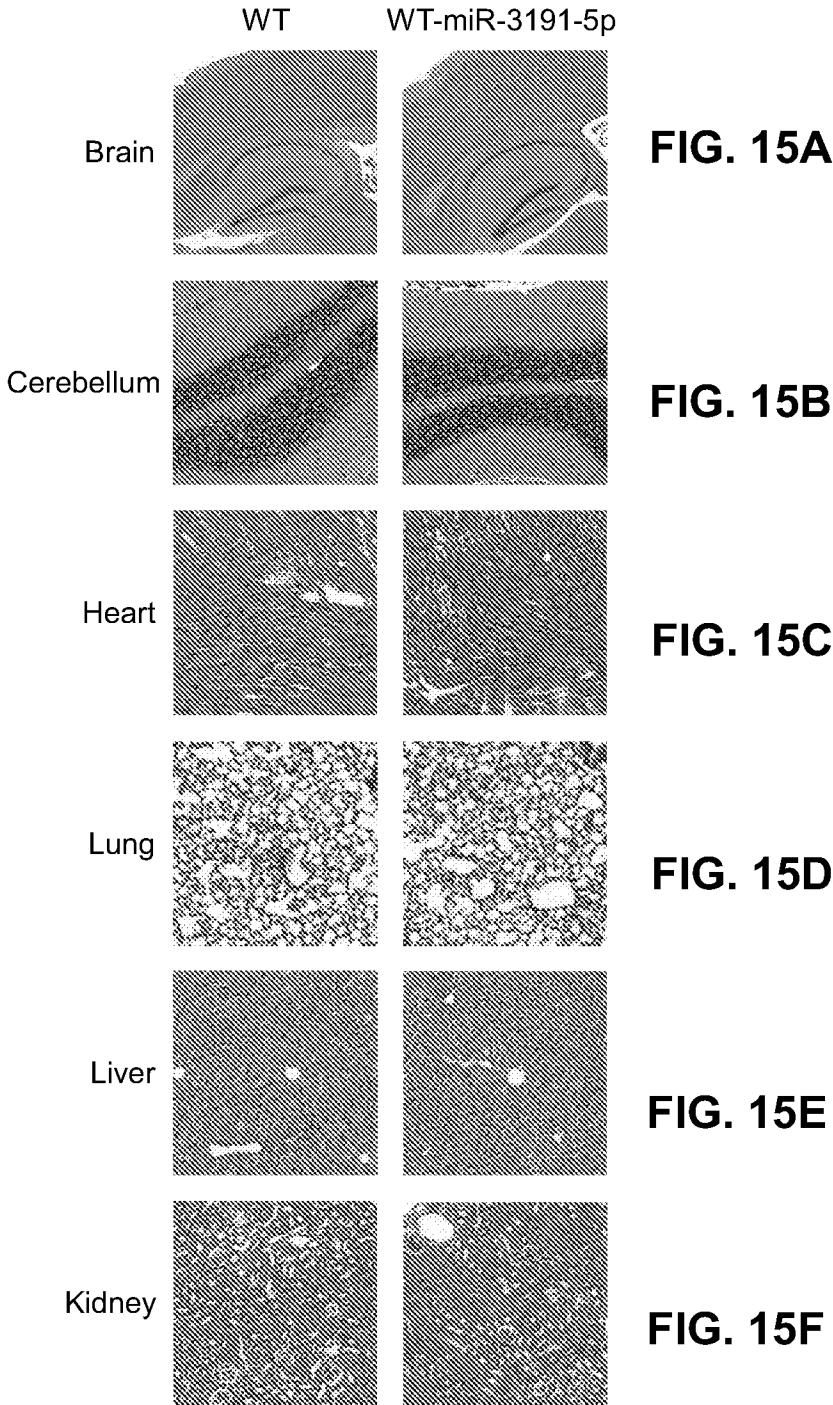 WT WT-miR-3191-5p
Brain FIG. 15A
Cerebellum FIG. 15B
Heart FIG. 15C
Lung FIG. 15D
Liver FIG. 15E
Kidney FIG. 15F